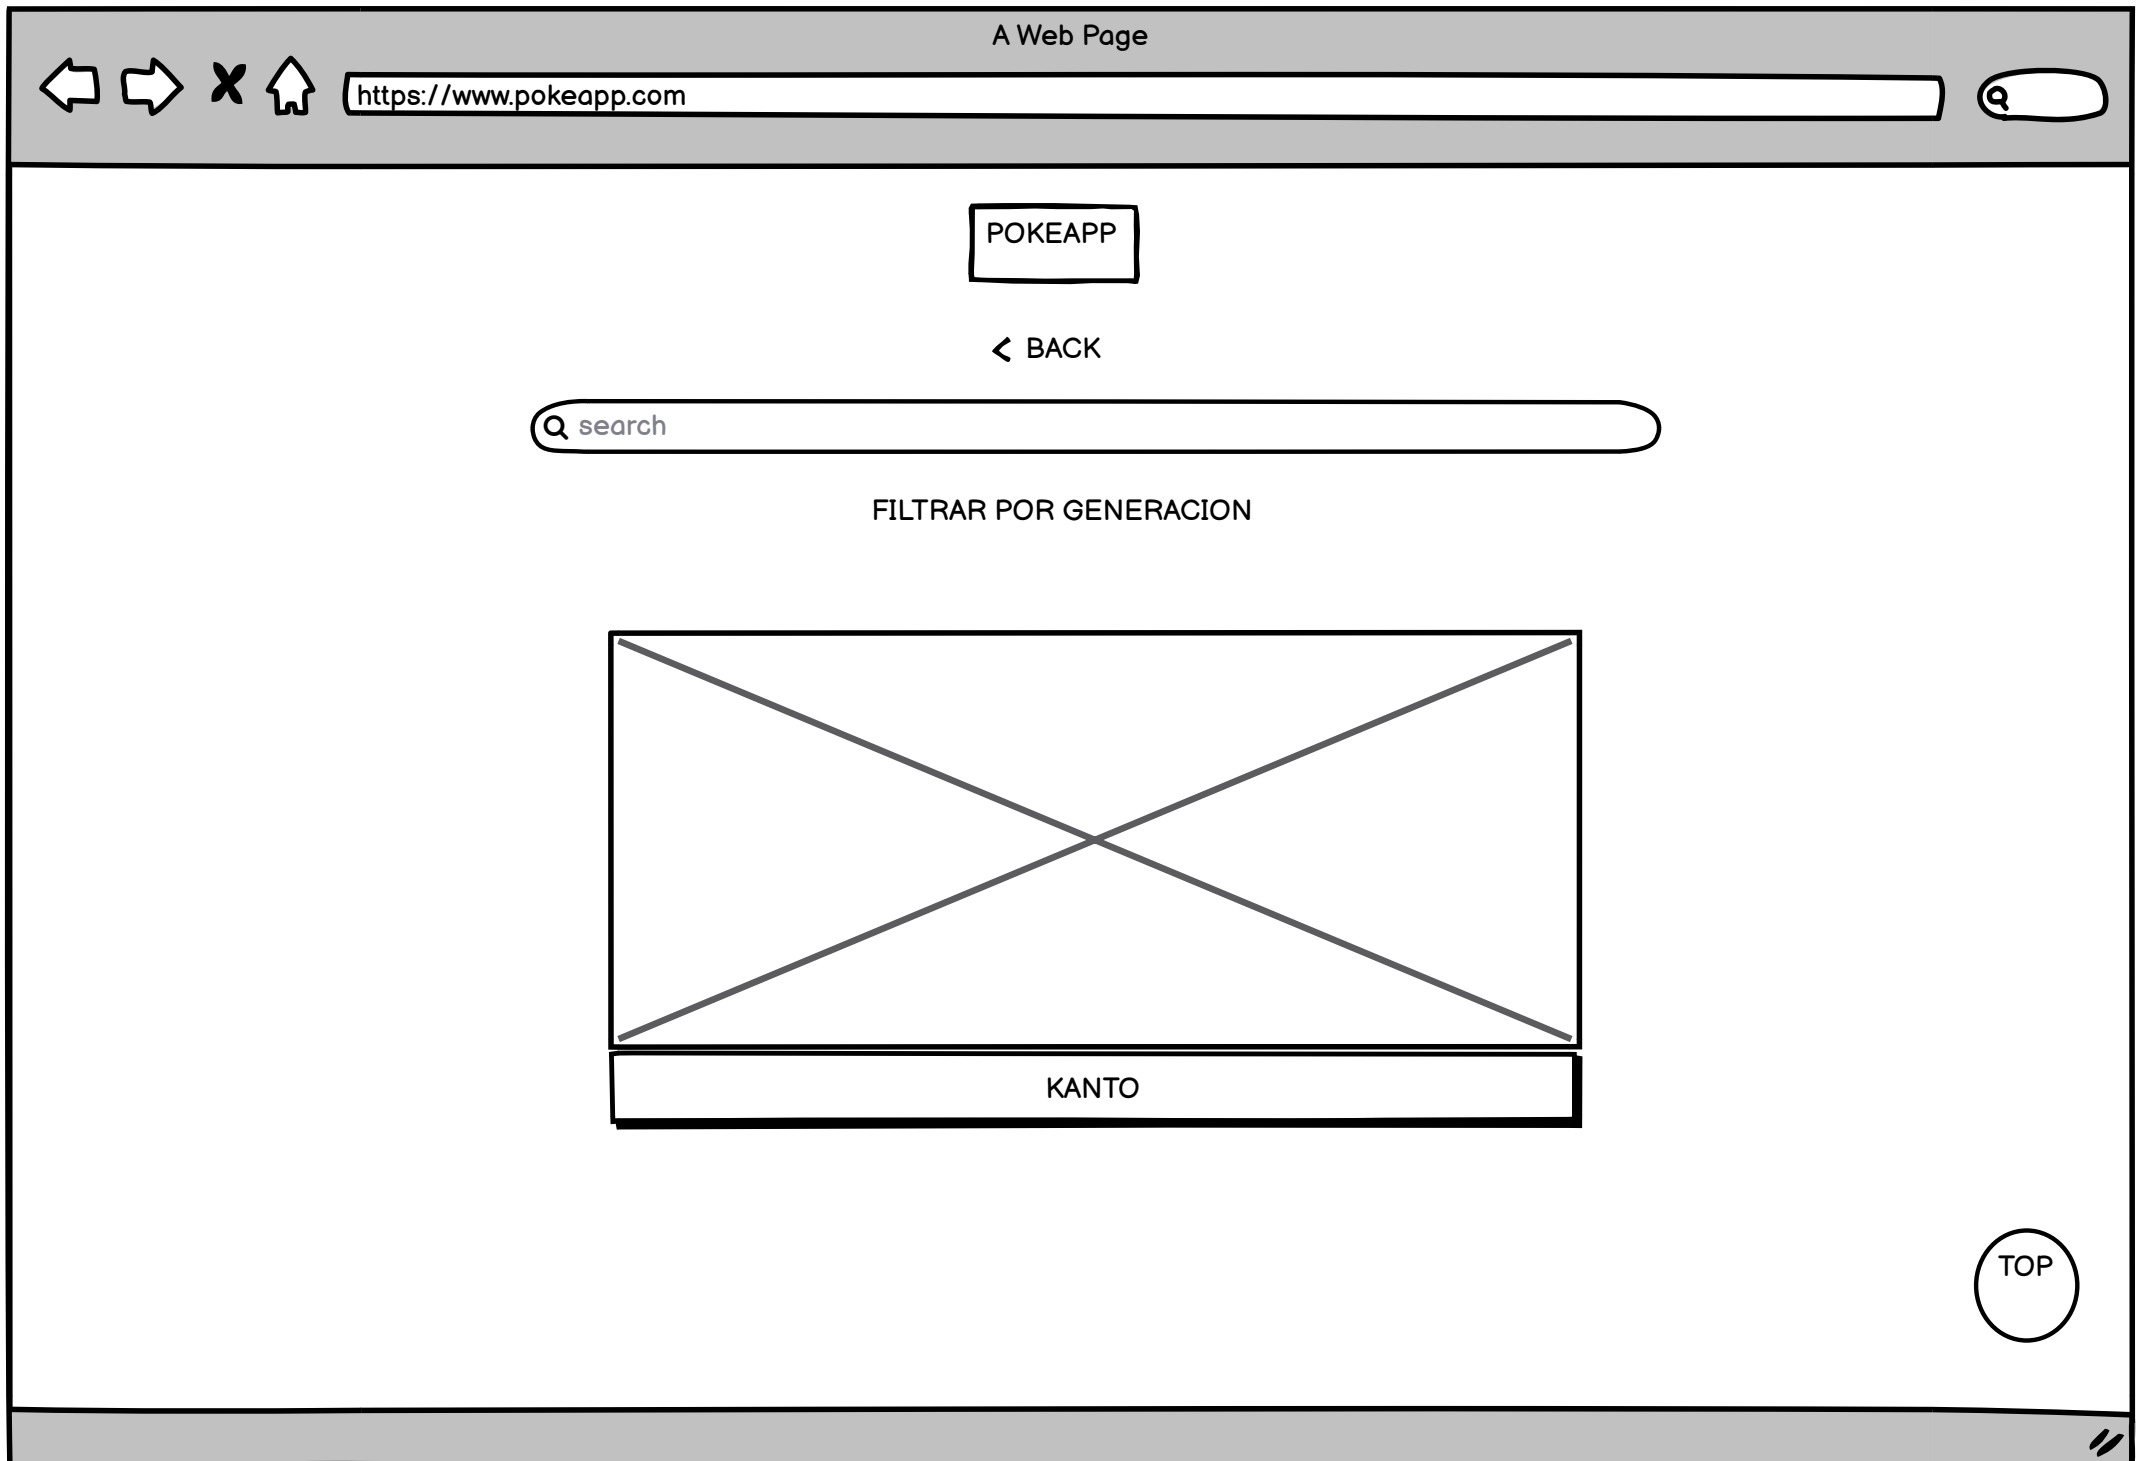 A Web Page
https://www.pokeapp.com
POKEAPP
BACK
search
FILTRAR POR GENERACION
KANTO
TOP